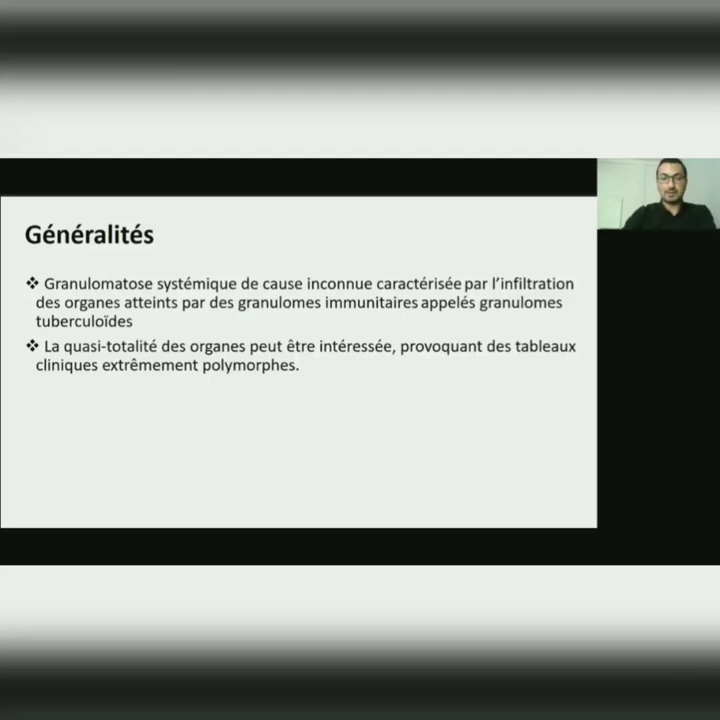 Généralités
❖ Granulomatose systémique de cause inconnue caractérisée par l’infiltration
des organes atteints par des granulomes immunitaires appelés granulomes
tuberculoïdes
❖ La quasi-totalité des organes peut être intéressée, provoquant des tableaux
cliniques extrêmement polymorphes.